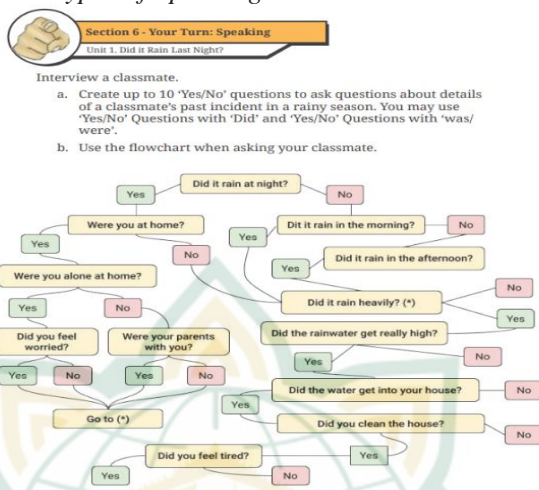 Section 6 - Your Turn: Speaking
Unit 1. Did it Rain Last Night?
Interview a classmate.
a. Create up to 10 ‘Yes/No’ questions to ask questions about details
of a classmate’s past incident in a rainy season. You may use
‘Yes/No’ Questions with ‘Did’ and ‘Yes/No’ Questions with ‘was/
were’.
b. Use the flowchart when asking your classmate.
Did it rain at night?
Yes
No
Were you at home?
Dit it rain in the morning?
No
Yes
Yes
No
Did it rain in the afternoon?
Were you alone at home?
Yes
No
Did it rain heavily? (*)
Yes
No
Yes
Did you feel
worried?
Were your parents
with you?
Did the rainwater get really high?
No
Yes
Yes
No
Yes
No
Did the water get into your house?
No
Yes
Go to (*)
Did you clean the house?
No
Did you feel tired?
Yes
Yes
No